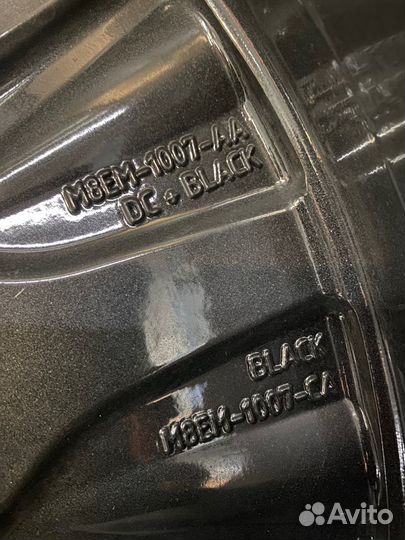 M8EM-1007-AA
DC + BLACK
BLACK
M8EM-1007-CA
Avito